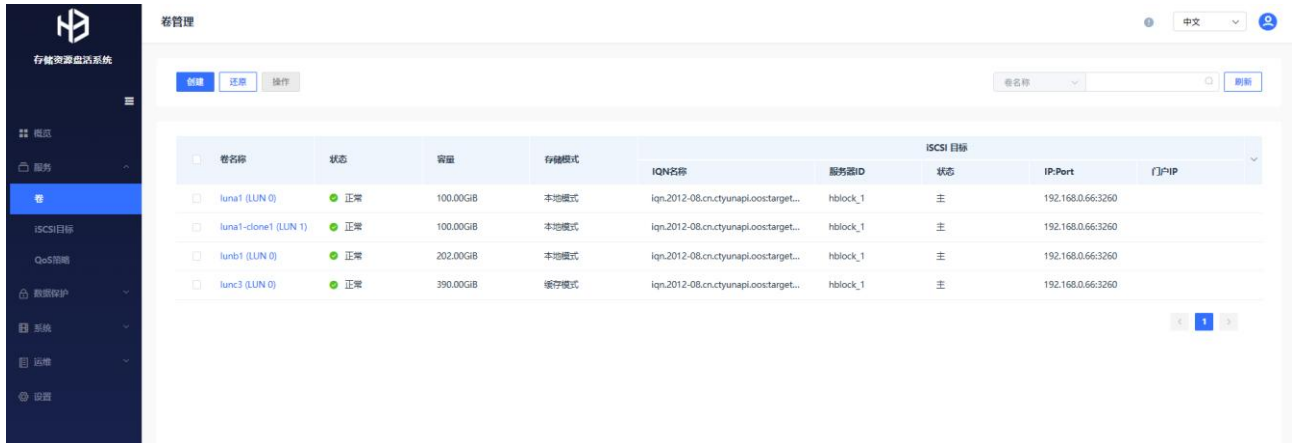 存储资源盘活系统
概览
服务
卷
iSCSI目标
QoS策略
数据保护
系统
运维
设置
卷管理
中文
创建 还原 操作 卷名称 刷新
卷名称 状态 容量 存储模式 iSCSI 目标
IQN名称 服务器ID 状态 IP:Port 门户IP
luna1 (LUN 0) 正常 100.00GiB 本地模式 iqn.2012-08.cn.ctyunapi.oos:target... hblock_1 主 192.168.0.66:3260
luna1-clone1 (LUN 1) 正常 100.00GiB 本地模式 iqn.2012-08.cn.ctyunapi.oos:target... hblock_1 主 192.168.0.66:3260
lunb1 (LUN 0) 正常 202.00GiB 本地模式 iqn.2012-08.cn.ctyunapi.oos:target... hblock_1 主 192.168.0.66:3260
lunc3 (LUN 0) 正常 390.00GiB 缓存模式 iqn.2012-08.cn.ctyunapi.oos:target... hblock_1 主 192.168.0.66:3260
1